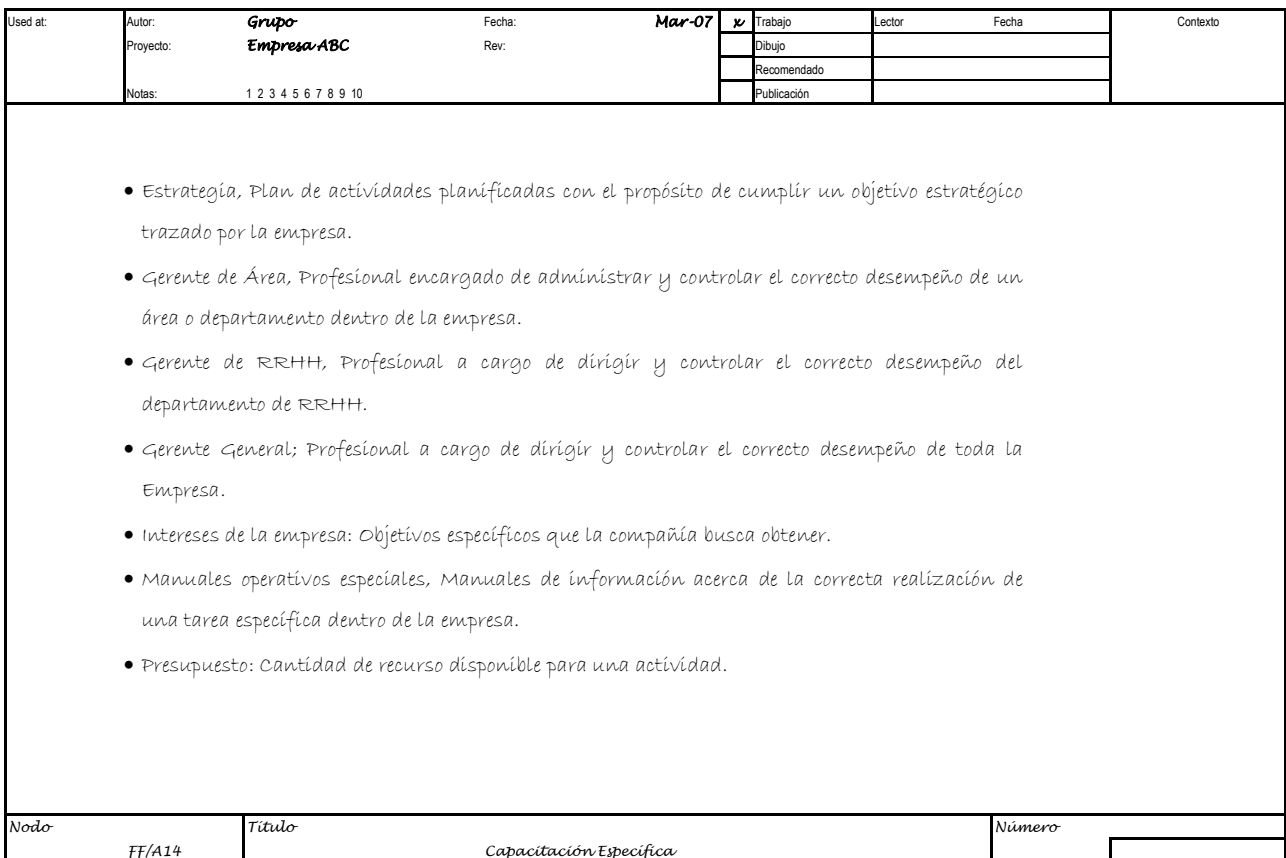 Used at: Autor: Grupo Fecha: Mar-07 x Trabajo Lector Fecha Contexto
Proyecto: Empresa ABC Rev: Dibujo
Recomendado
Notas: 1 2 3 4 5 6 7 8 9 10 Publicación
• Estrategia, Plan de actividades planificadas con el propósito de cumplir un objetivo estratégico
trazado por la empresa.
• Gerente de Área, Profesional encargado de administrar y controlar el correcto desempeño de un
área o departamento dentro de la empresa.
• Gerente de RRHH, Profesional a cargo de dirigir y controlar el correcto desempeño del
departamento de RRHH.
• Gerente General; Profesional a cargo de dirigir y controlar el correcto desempeño de toda la
Empresa.
• Intereses de la empresa: Objetivos específicos que la compañía busca obtener.
• Manuales operativos especiales, Manuales de información acerca de la correcta realización de
una tarea específica dentro de la empresa.
• Presupuesto: Cantidad de recurso disponible para una actividad.
Nodo Título Número
FF/A14 Capacitación Específica